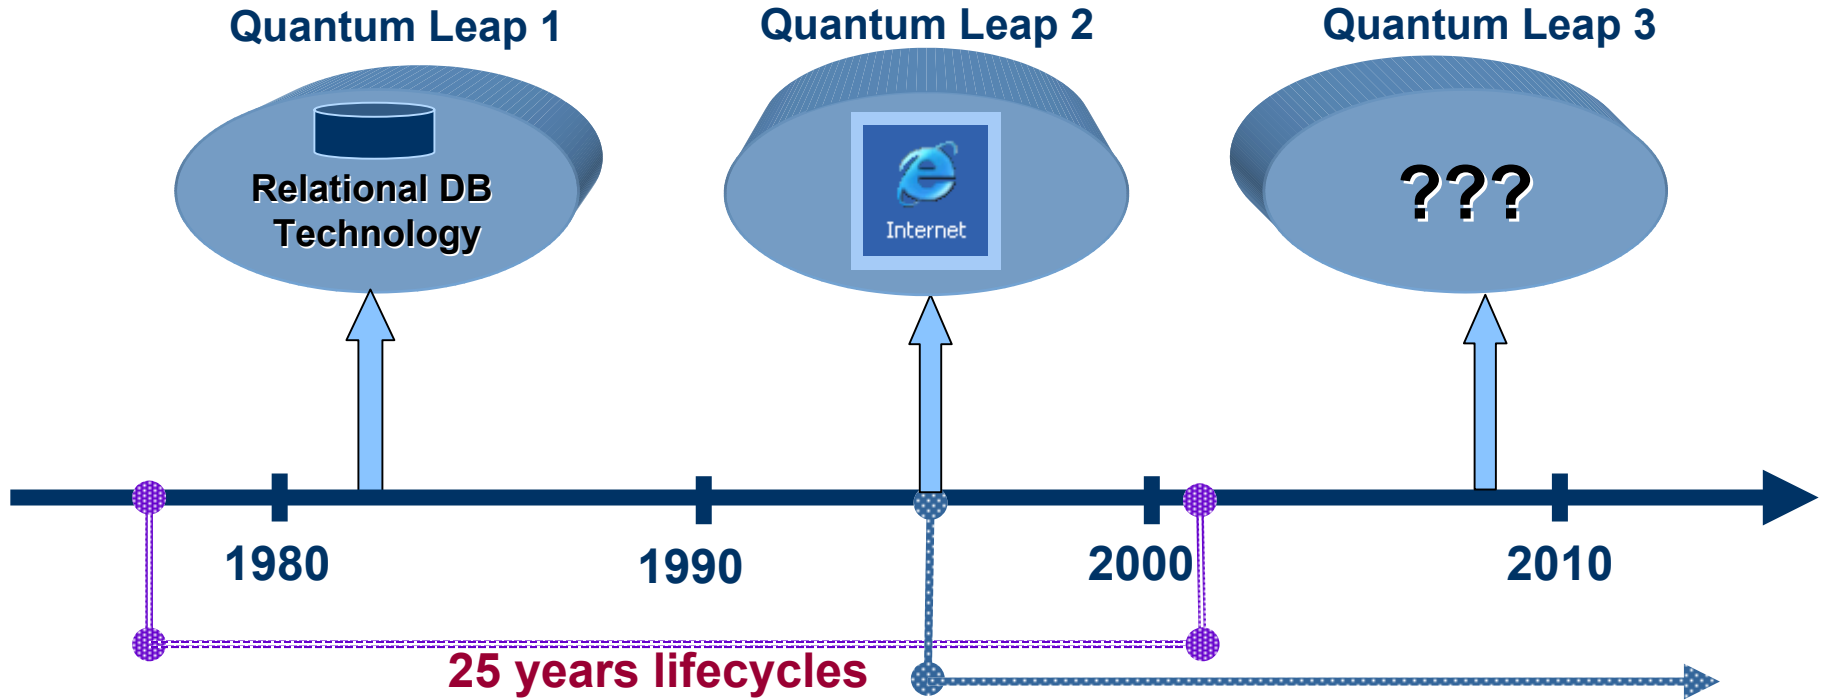 Quantum Leap 1
Quantum Leap 2
Quantum Leap 3
Relational DB
Technology
Internet
???
1980
1990
2000
2010
25 years lifecycles